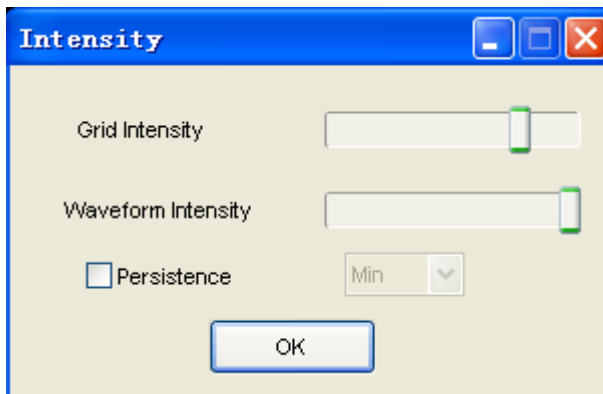 Intensity
Grid Intensity
Waveform Intensity
Persistence Min
OK